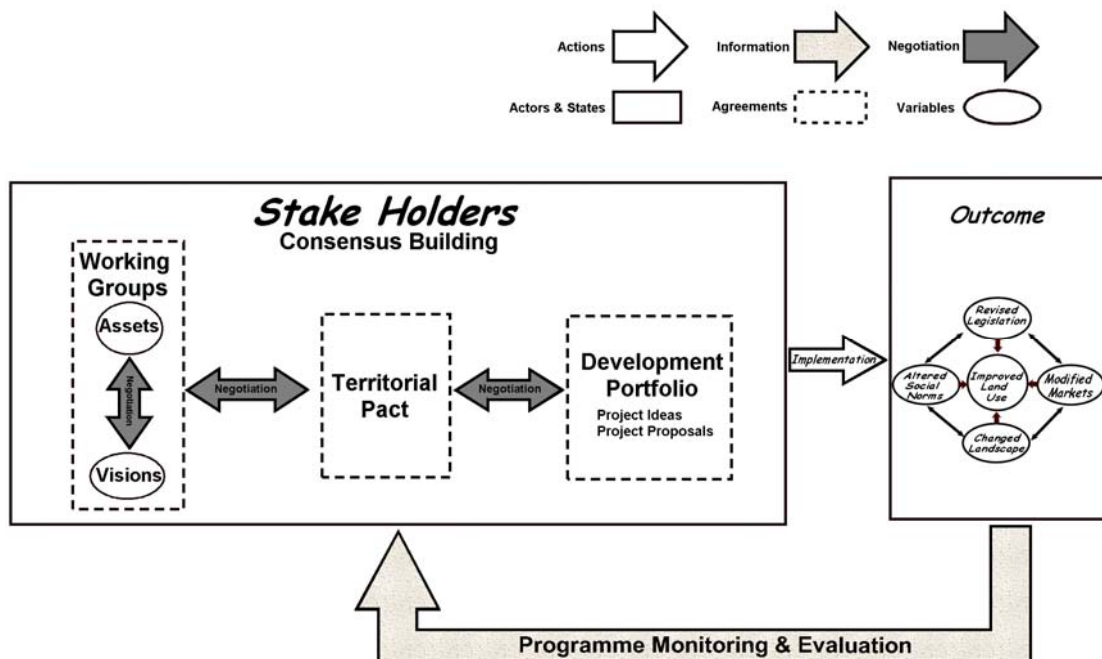 Actions
Information
Negotiation
Actors & States
Agreements
Variables
Stake Holders
Consensus Building
Working
Groups
Assets
Negotiation
Visions
Negotiation
Territorial
Pact
Negotiation
Development
Portfolio
Project Ideas
Project Proposals
Implementation
Outcome
Revised
Legislation
Altered
Social
Norms
Improved
Land
Use
Modified
Markets
Changed
Landscape
Programme Monitoring & Evaluation